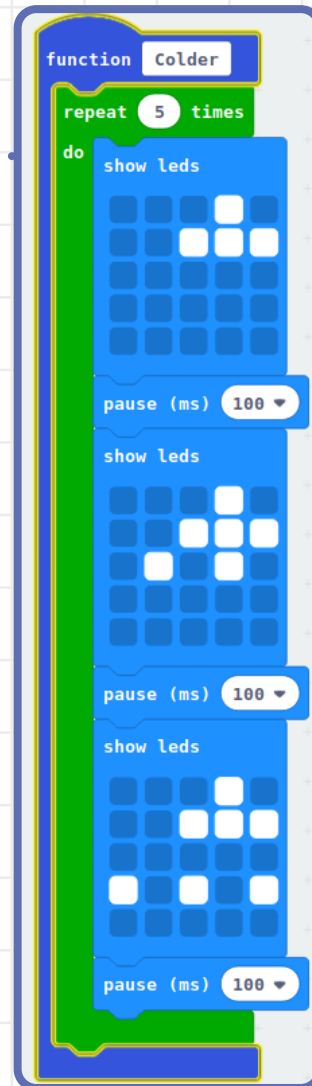 function Colder
repeat 5 times
do
show leds
pause (ms) 100
show leds
pause (ms) 100
show leds
pause (ms) 100